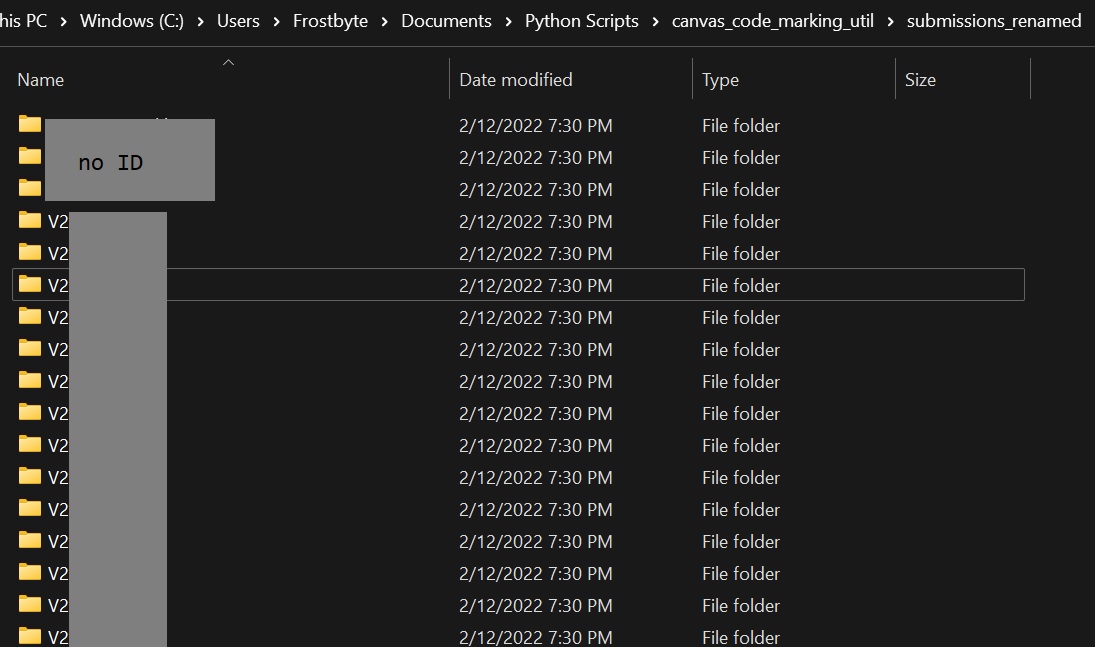 his PC > Windows (C:) > Users > Frostbyte > Documents > Python Scripts > canvas_code_marking_util > submissions_renamed
Name Date modified Type Size
2/12/2022 7:30 PM File folder
no ID 2/12/2022 7:30 PM File folder
2/12/2022 7:30 PM File folder
V2 2/12/2022 7:30 PM File folder
V2 2/12/2022 7:30 PM File folder
V2 2/12/2022 7:30 PM File folder
V2 2/12/2022 7:30 PM File folder
V2 2/12/2022 7:30 PM File folder
V2 2/12/2022 7:30 PM File folder
V2 2/12/2022 7:30 PM File folder
V2 2/12/2022 7:30 PM File folder
V2 2/12/2022 7:30 PM File folder
V2 2/12/2022 7:30 PM File folder
V2 2/12/2022 7:30 PM File folder
V2 2/12/2022 7:30 PM File folder
V2 2/12/2022 7:30 PM File folder
V2 2/12/2022 7:30 PM File folder